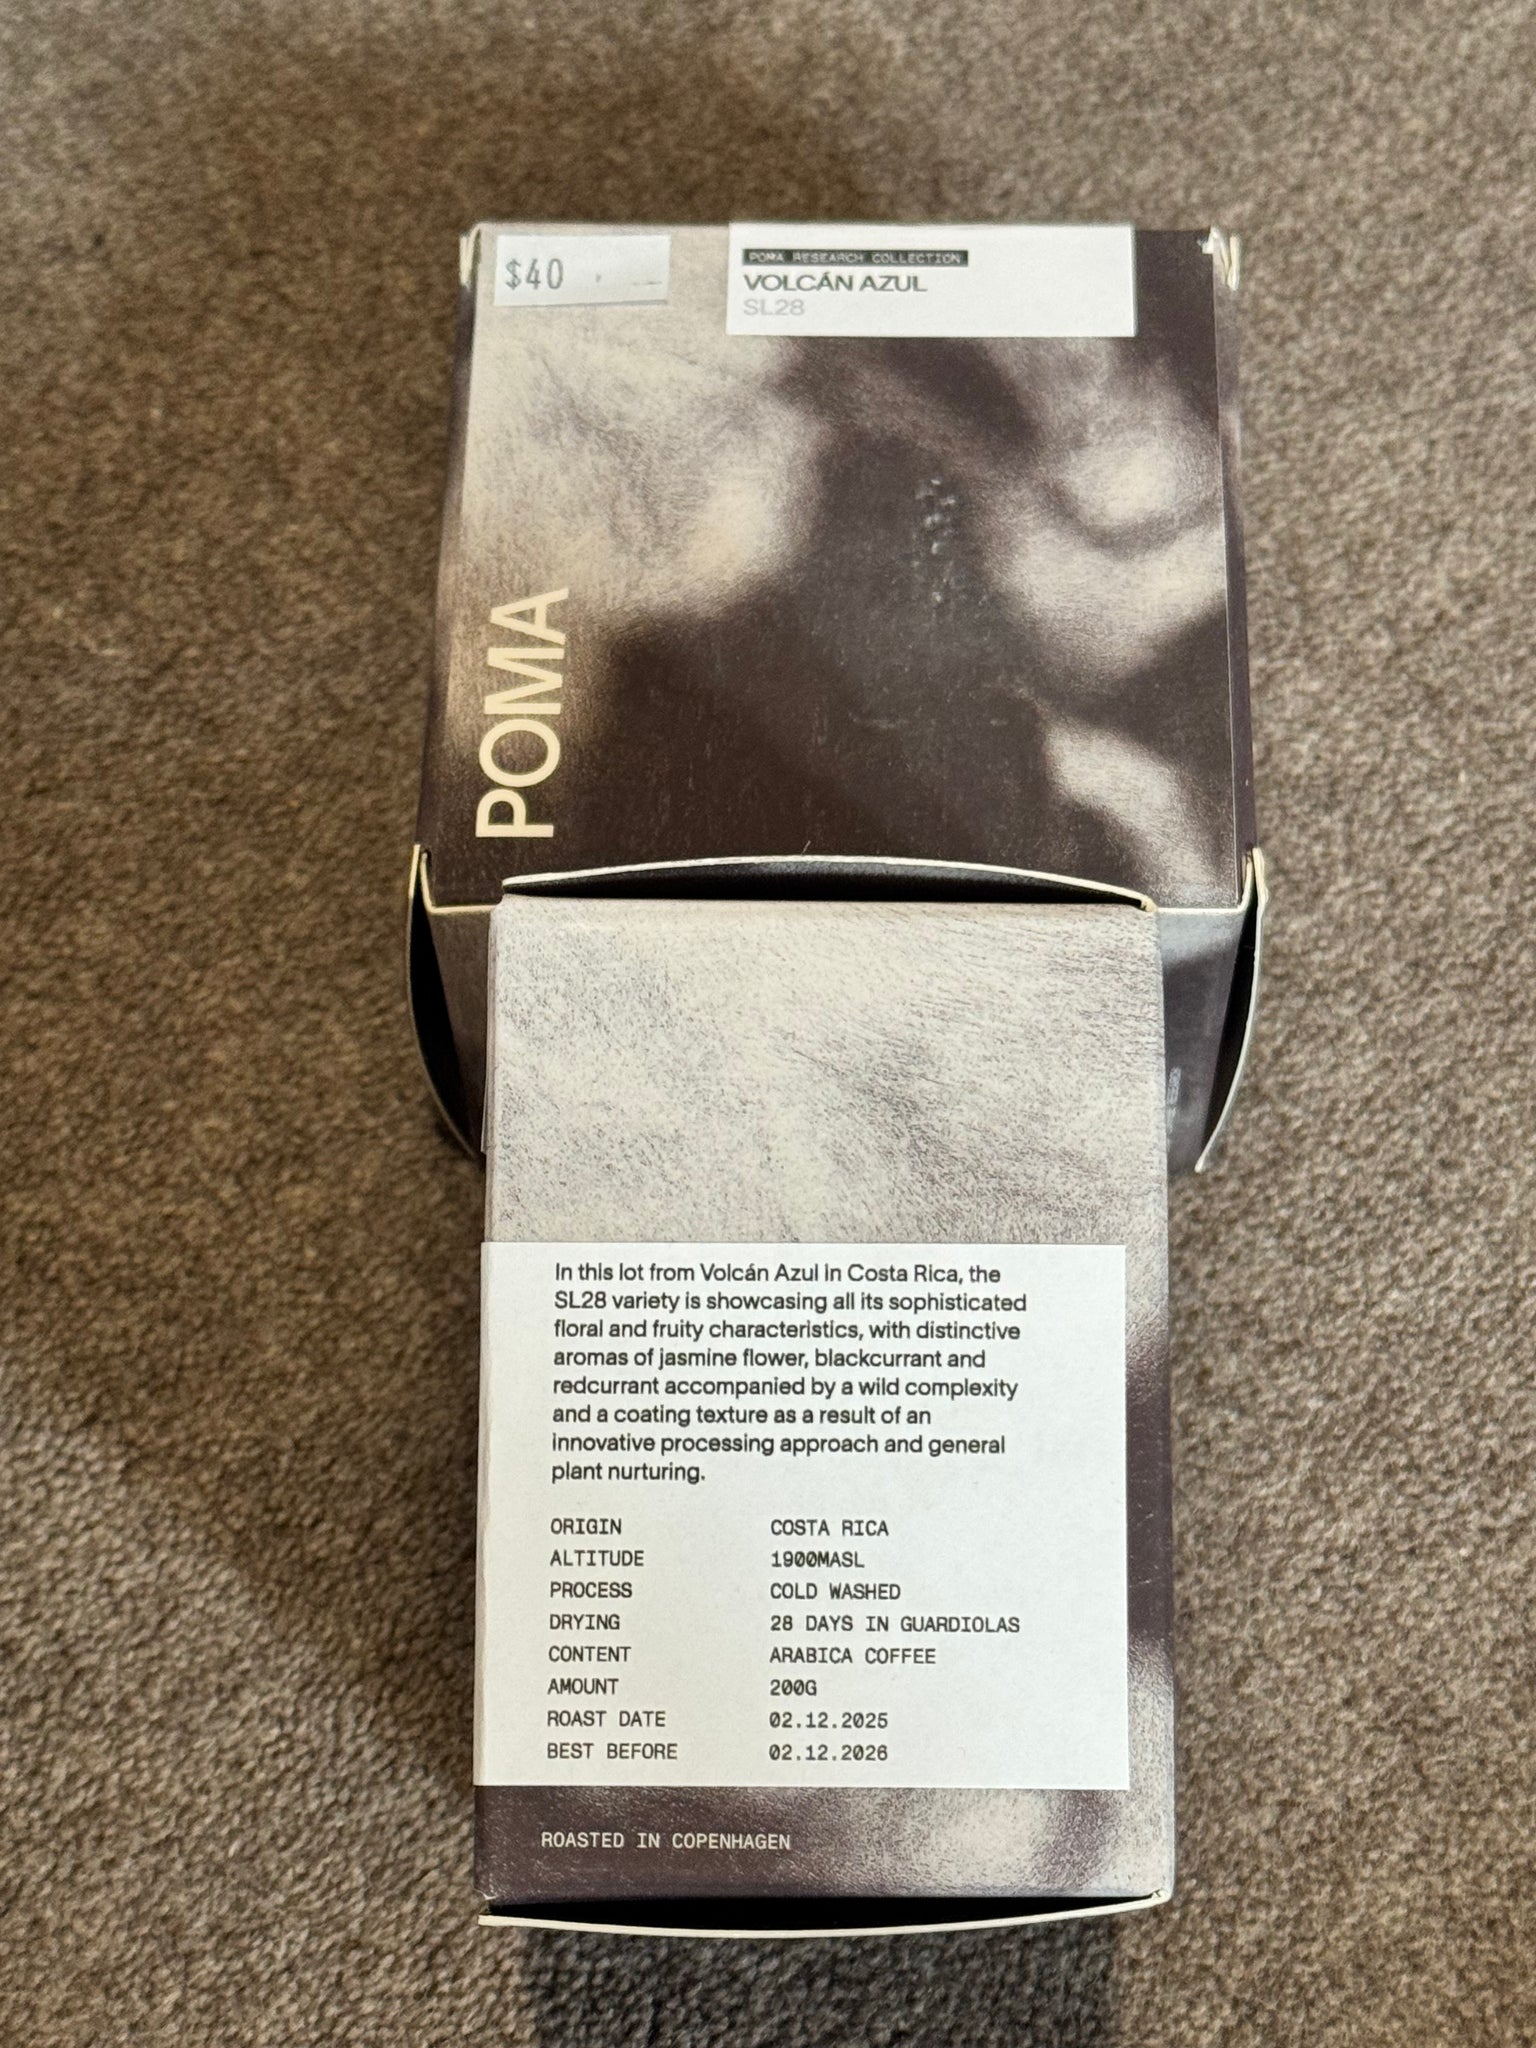 $40
POMA RESEARCH COLLECTION
VOLCÁN AZUL
SL28
POMA
In this lot from Volcán Azul in Costa Rica, the
SL28 variety is showcasing all its sophisticated
floral and fruity characteristics, with distinctive
aromas of jasmine flower, blackcurrant and
redcurrant accompanied by a wild complexity
and a coating texture as a result of an
innovative processing approach and general
plant nurturing.
ORIGIN COSTA RICA
ALTITUDE 1900MASL
PROCESS COLD WASHED
DRYING 28 DAYS IN GUARDIOLAS
CONTENT ARABICA COFFEE
AMOUNT 200G
ROAST DATE 02.12.2025
BEST BEFORE 02.12.2026
ROASTED IN COPENHAGEN